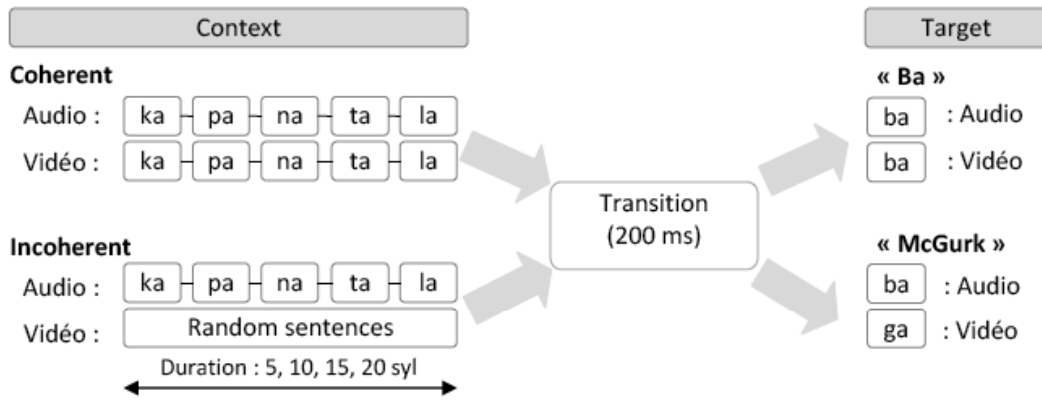 Context
Target
Coherent
Audio : ka pa na ta la
Vidéo : ka pa na ta la
Incoherent
Audio : ka pa na ta la
Vidéo : Random sentences
Duration : 5, 10, 15, 20 syl
Transition
(200 ms)
« Ba »
ba : Audio
ba : Vidéo
« McGurk »
ba : Audio
ga : Vidéo